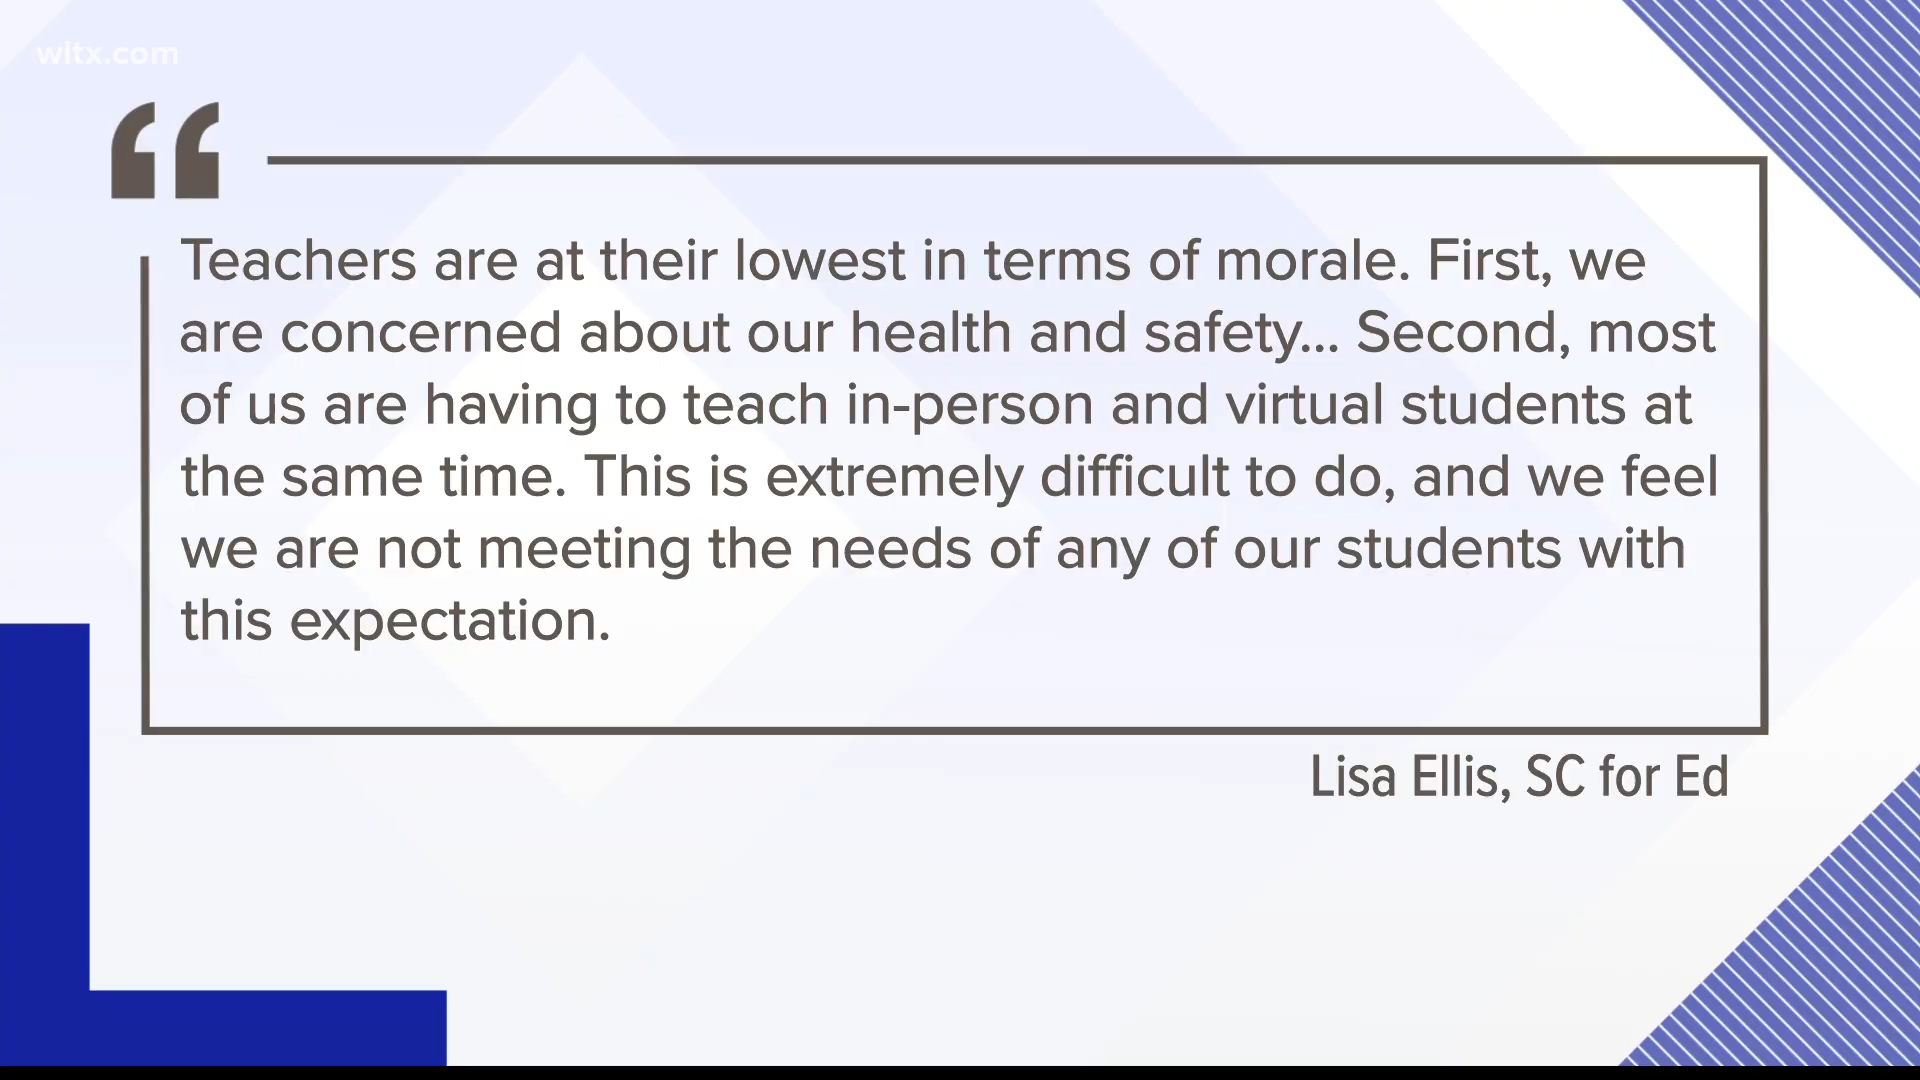 wltx.com
“
Teachers are at their lowest in terms of morale. First, we
are concerned about our health and safety... Second, most
of us are having to teach in-person and virtual students at
the same time. This is extremely difficult to do, and we feel
we are not meeting the needs of any of our students with
this expectation.
Lisa Ellis, SC for Ed